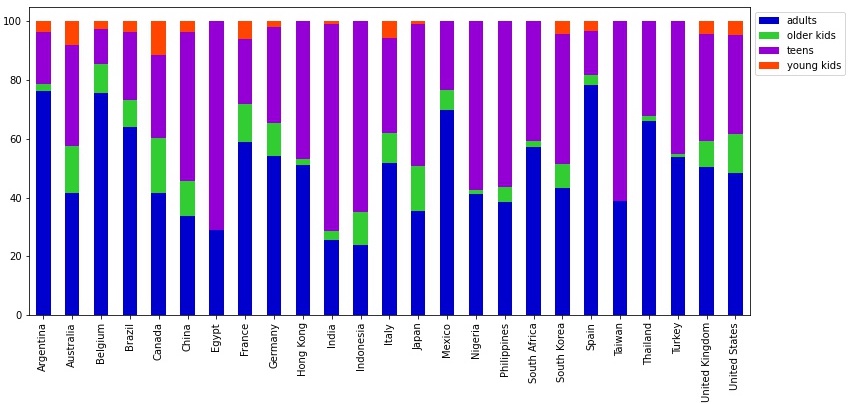 100
80
60
40
20
0
adults
older kids
teens
young kids
Argentina
Australia
Belgium
Brazil
Canada
China
Egypt
France
Germany
Hong Kong
India
Indonesia
Italy
Japan
Mexico
Nigeria
Philippines
South Africa
South Korea
Spain
Taiwan
Thailand
Turkey
United Kingdom
United States